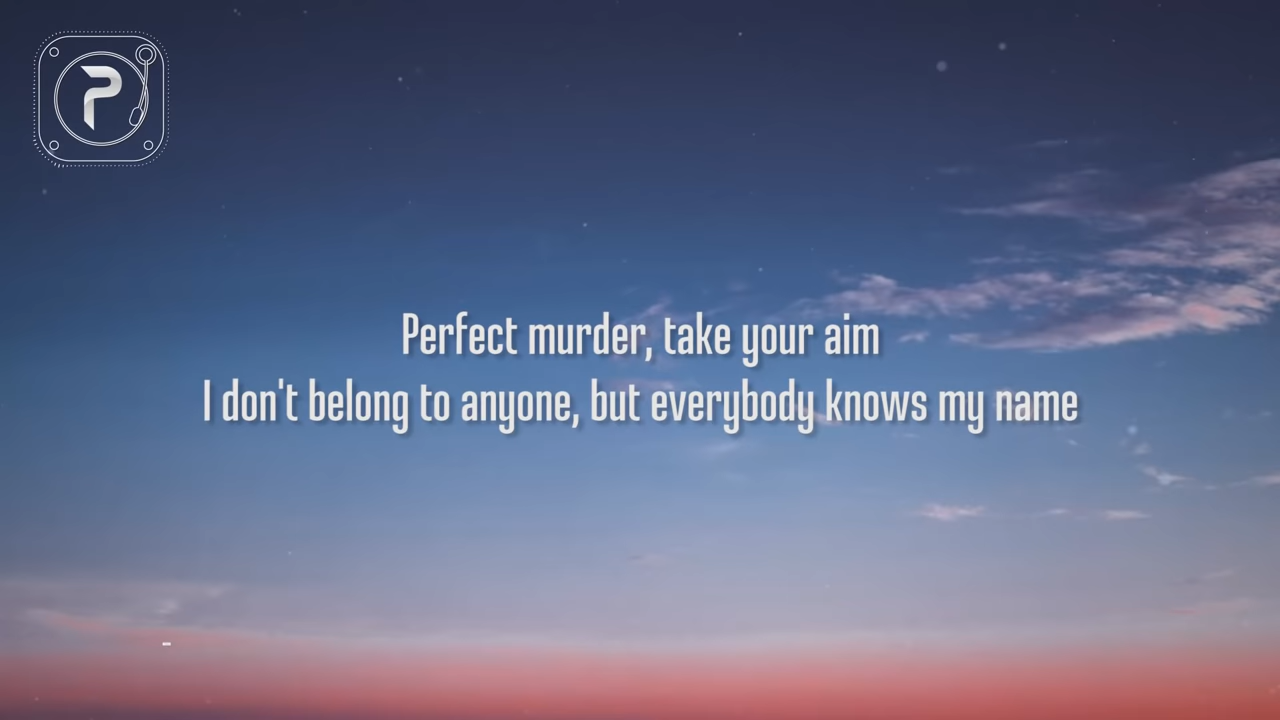 P
Perfect murder, take your aim
I don't belong to anyone, but everybody knows my name